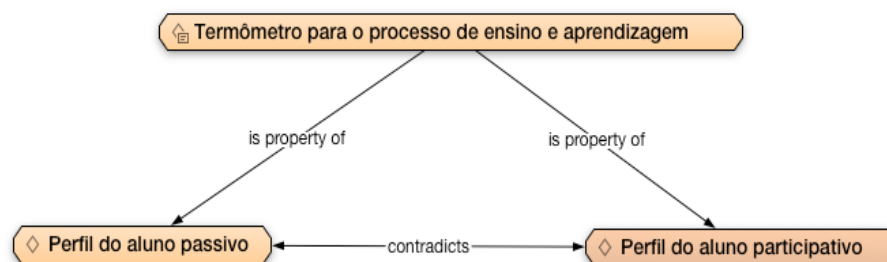 Termômetro para o processo de ensino e aprendizagem
is property of
is property of
Perfil do aluno passivo
contradicts
Perfil do aluno participativo